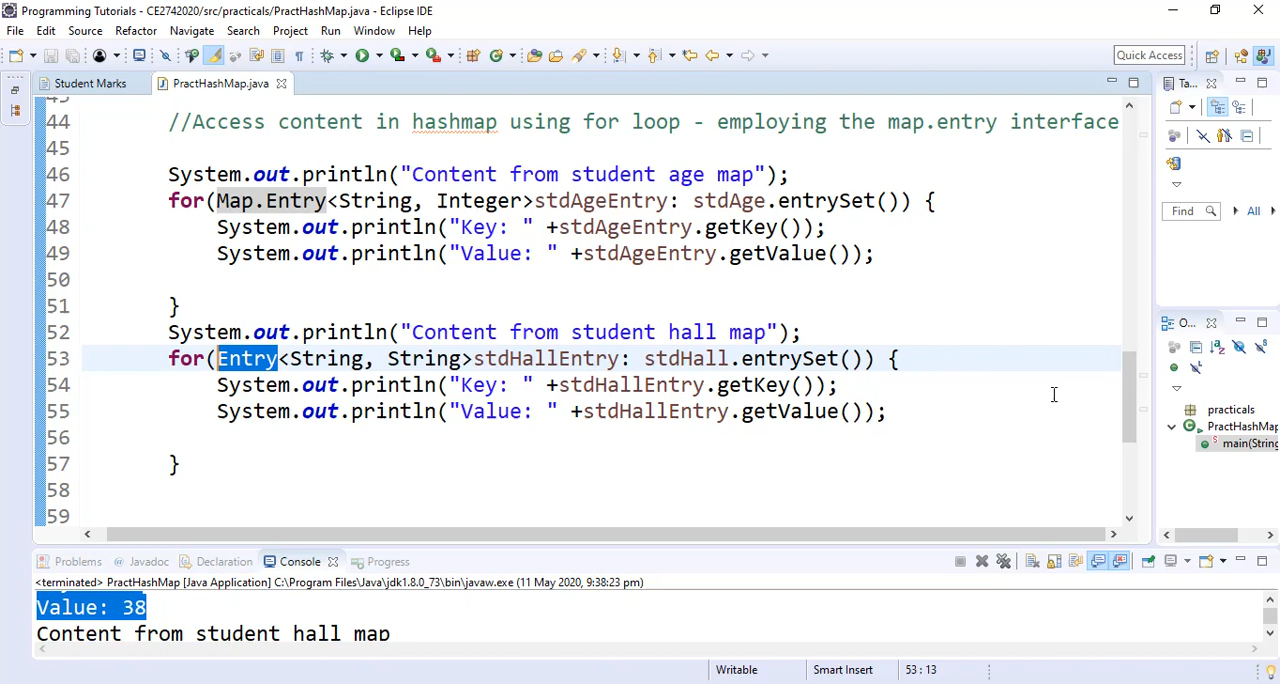 Programming Tutorials - CE2742020/src/practicals/PractHashMap.java - Eclipse IDE
File Edit Source Refactor Navigate Search Project Run Window Help
Quick Access
Student Marks PractHashMap.java Ta...
44 //Access content in hashmap using for loop - employing the map.entry interface
45
46 System.out.println("Content from student age map");
47 for(Map.Entry<String, Integer>stdAgeEntry: stdAge.entrySet()) {
48 System.out.println("Key: " +stdAgeEntry.getKey());
49 System.out.println("Value: " +stdAgeEntry.getValue());
50
51 }
52 System.out.println("Content from student hall map");
53 for(Entry<String, String>stdHallEntry: stdHall.entrySet()) {
54 System.out.println("Key: " +stdHallEntry.getKey());
55 System.out.println("Value: " +stdHallEntry.getValue());
56
57 }
58
59
Find All
O...
practicals
PractHashMap
main(String
Problems @ Javadoc Declaration Console Progress
<terminated> PractHashMap [Java Application] C:\Program Files\Java\jdk1.8.0_73\bin\javaw.exe (11 May 2020, 9:38:23 pm)
Value: 38
Content from student hall map
Writable Smart Insert 53 : 13